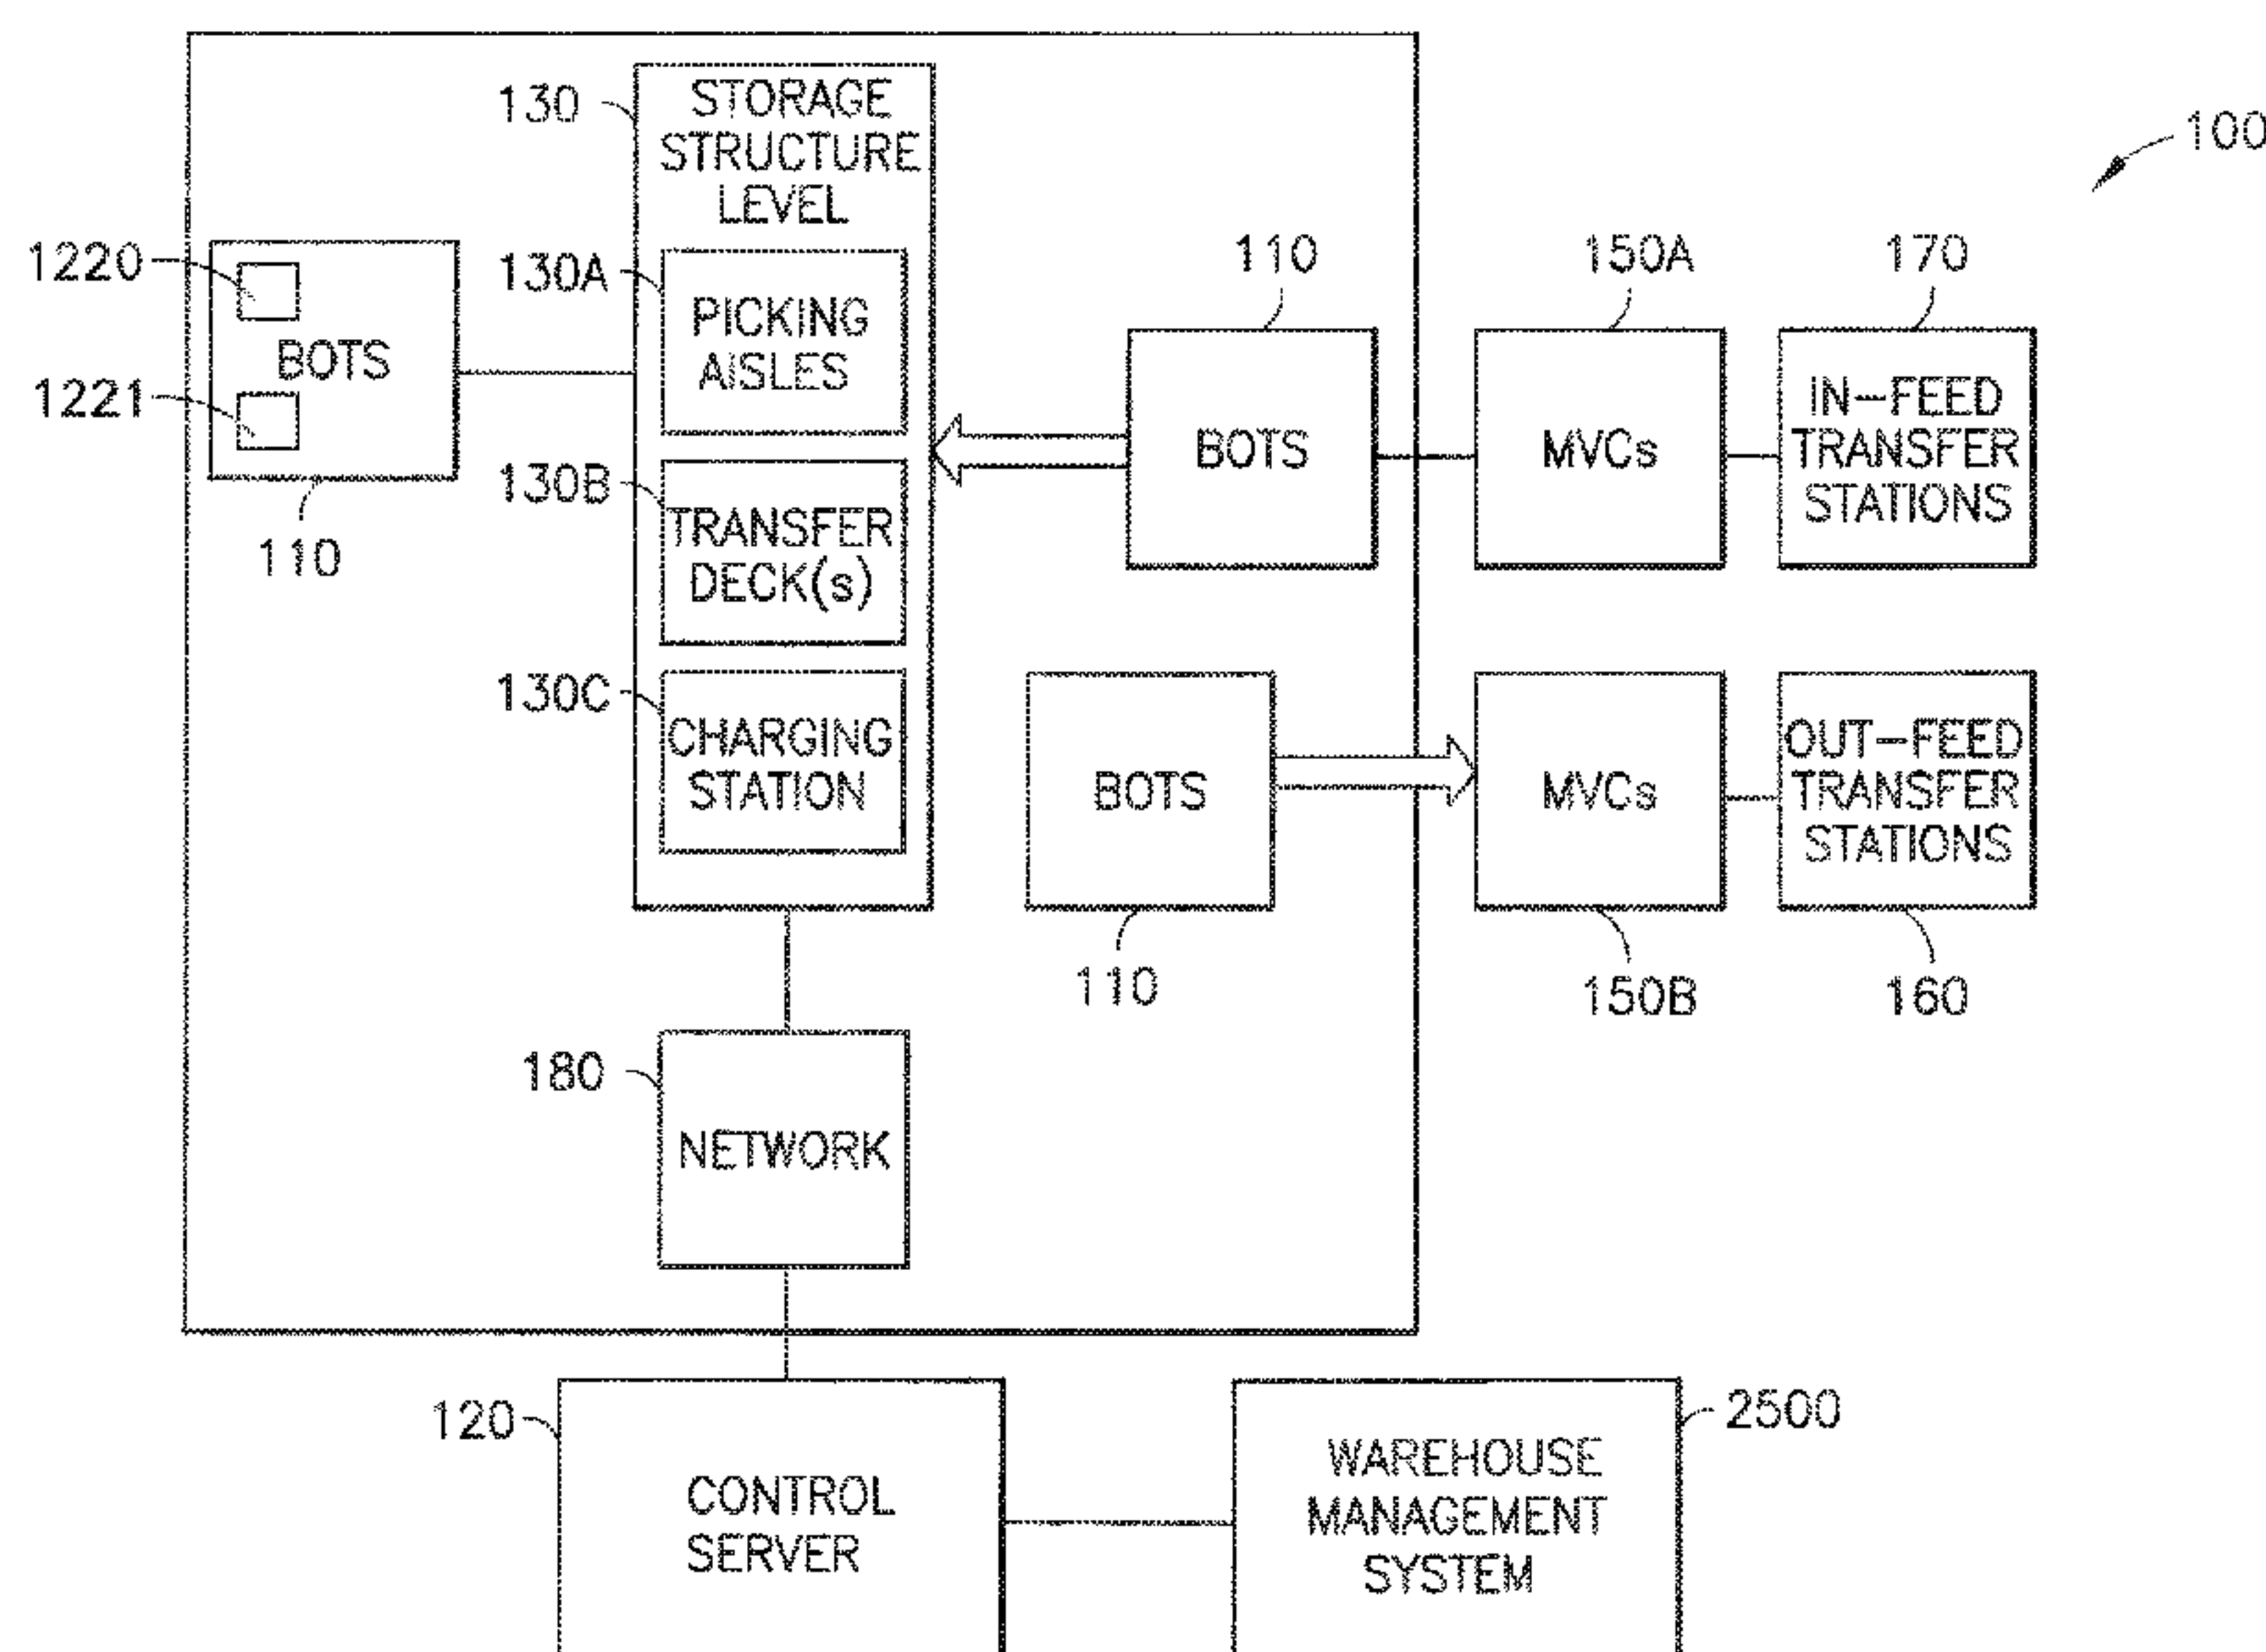 100
130
STORAGE
STRUCTURE
LEVEL
1220
1221
BOTS
110
130A
PICKING
AISLES
130B
TRANSFER
DECK(s)
130C
CHARGING
STATION
110
BOTS
150A
MVCs
170
IN-FEED
TRANSFER
STATIONS
BOTS
110
MVCs
150B
OUT-FEED
TRANSFER
STATIONS
160
180
NETWORK
120
CONTROL
SERVER
2500
WAREHOUSE
MANAGEMENT
SYSTEM